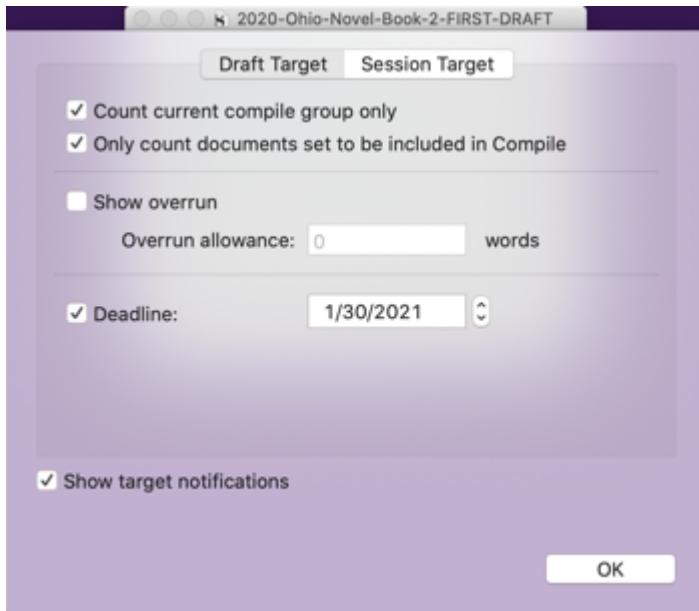 2020-Ohio-Novel-Book-2-FIRST-DRAFT
Draft Target Session Target
Count current compile group only
Only count documents set to be included in Compile
Show overrun
Overrun allowance: 0 words
Deadline: 1/30/2021
Show target notifications
OK